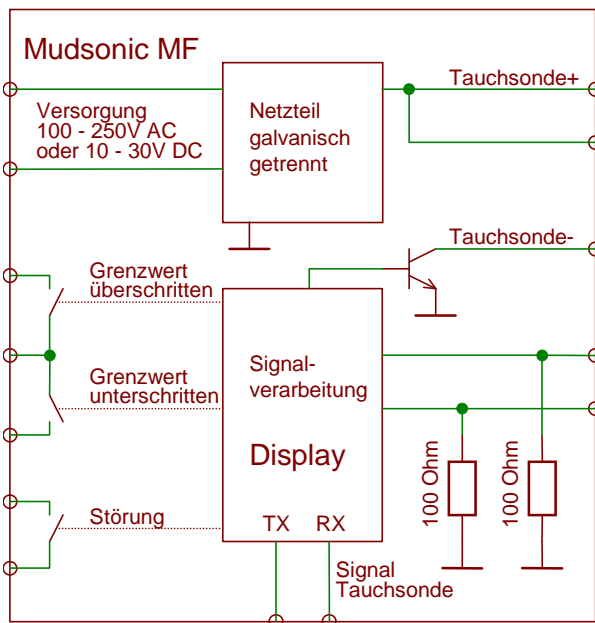 Mudsonic MF
Versorgung
100 - 250V AC
oder 10 - 30V DC
Netzteil
galvanisch
getrennt
Tauchsonde+
Tauchsonde-
Grenzwert
überschritten
Grenzwert
unterschritten
Signal-
verarbeitung
Display
100 Ohm
100 Ohm
Störung
TX RX
Signal
Tauchsonde